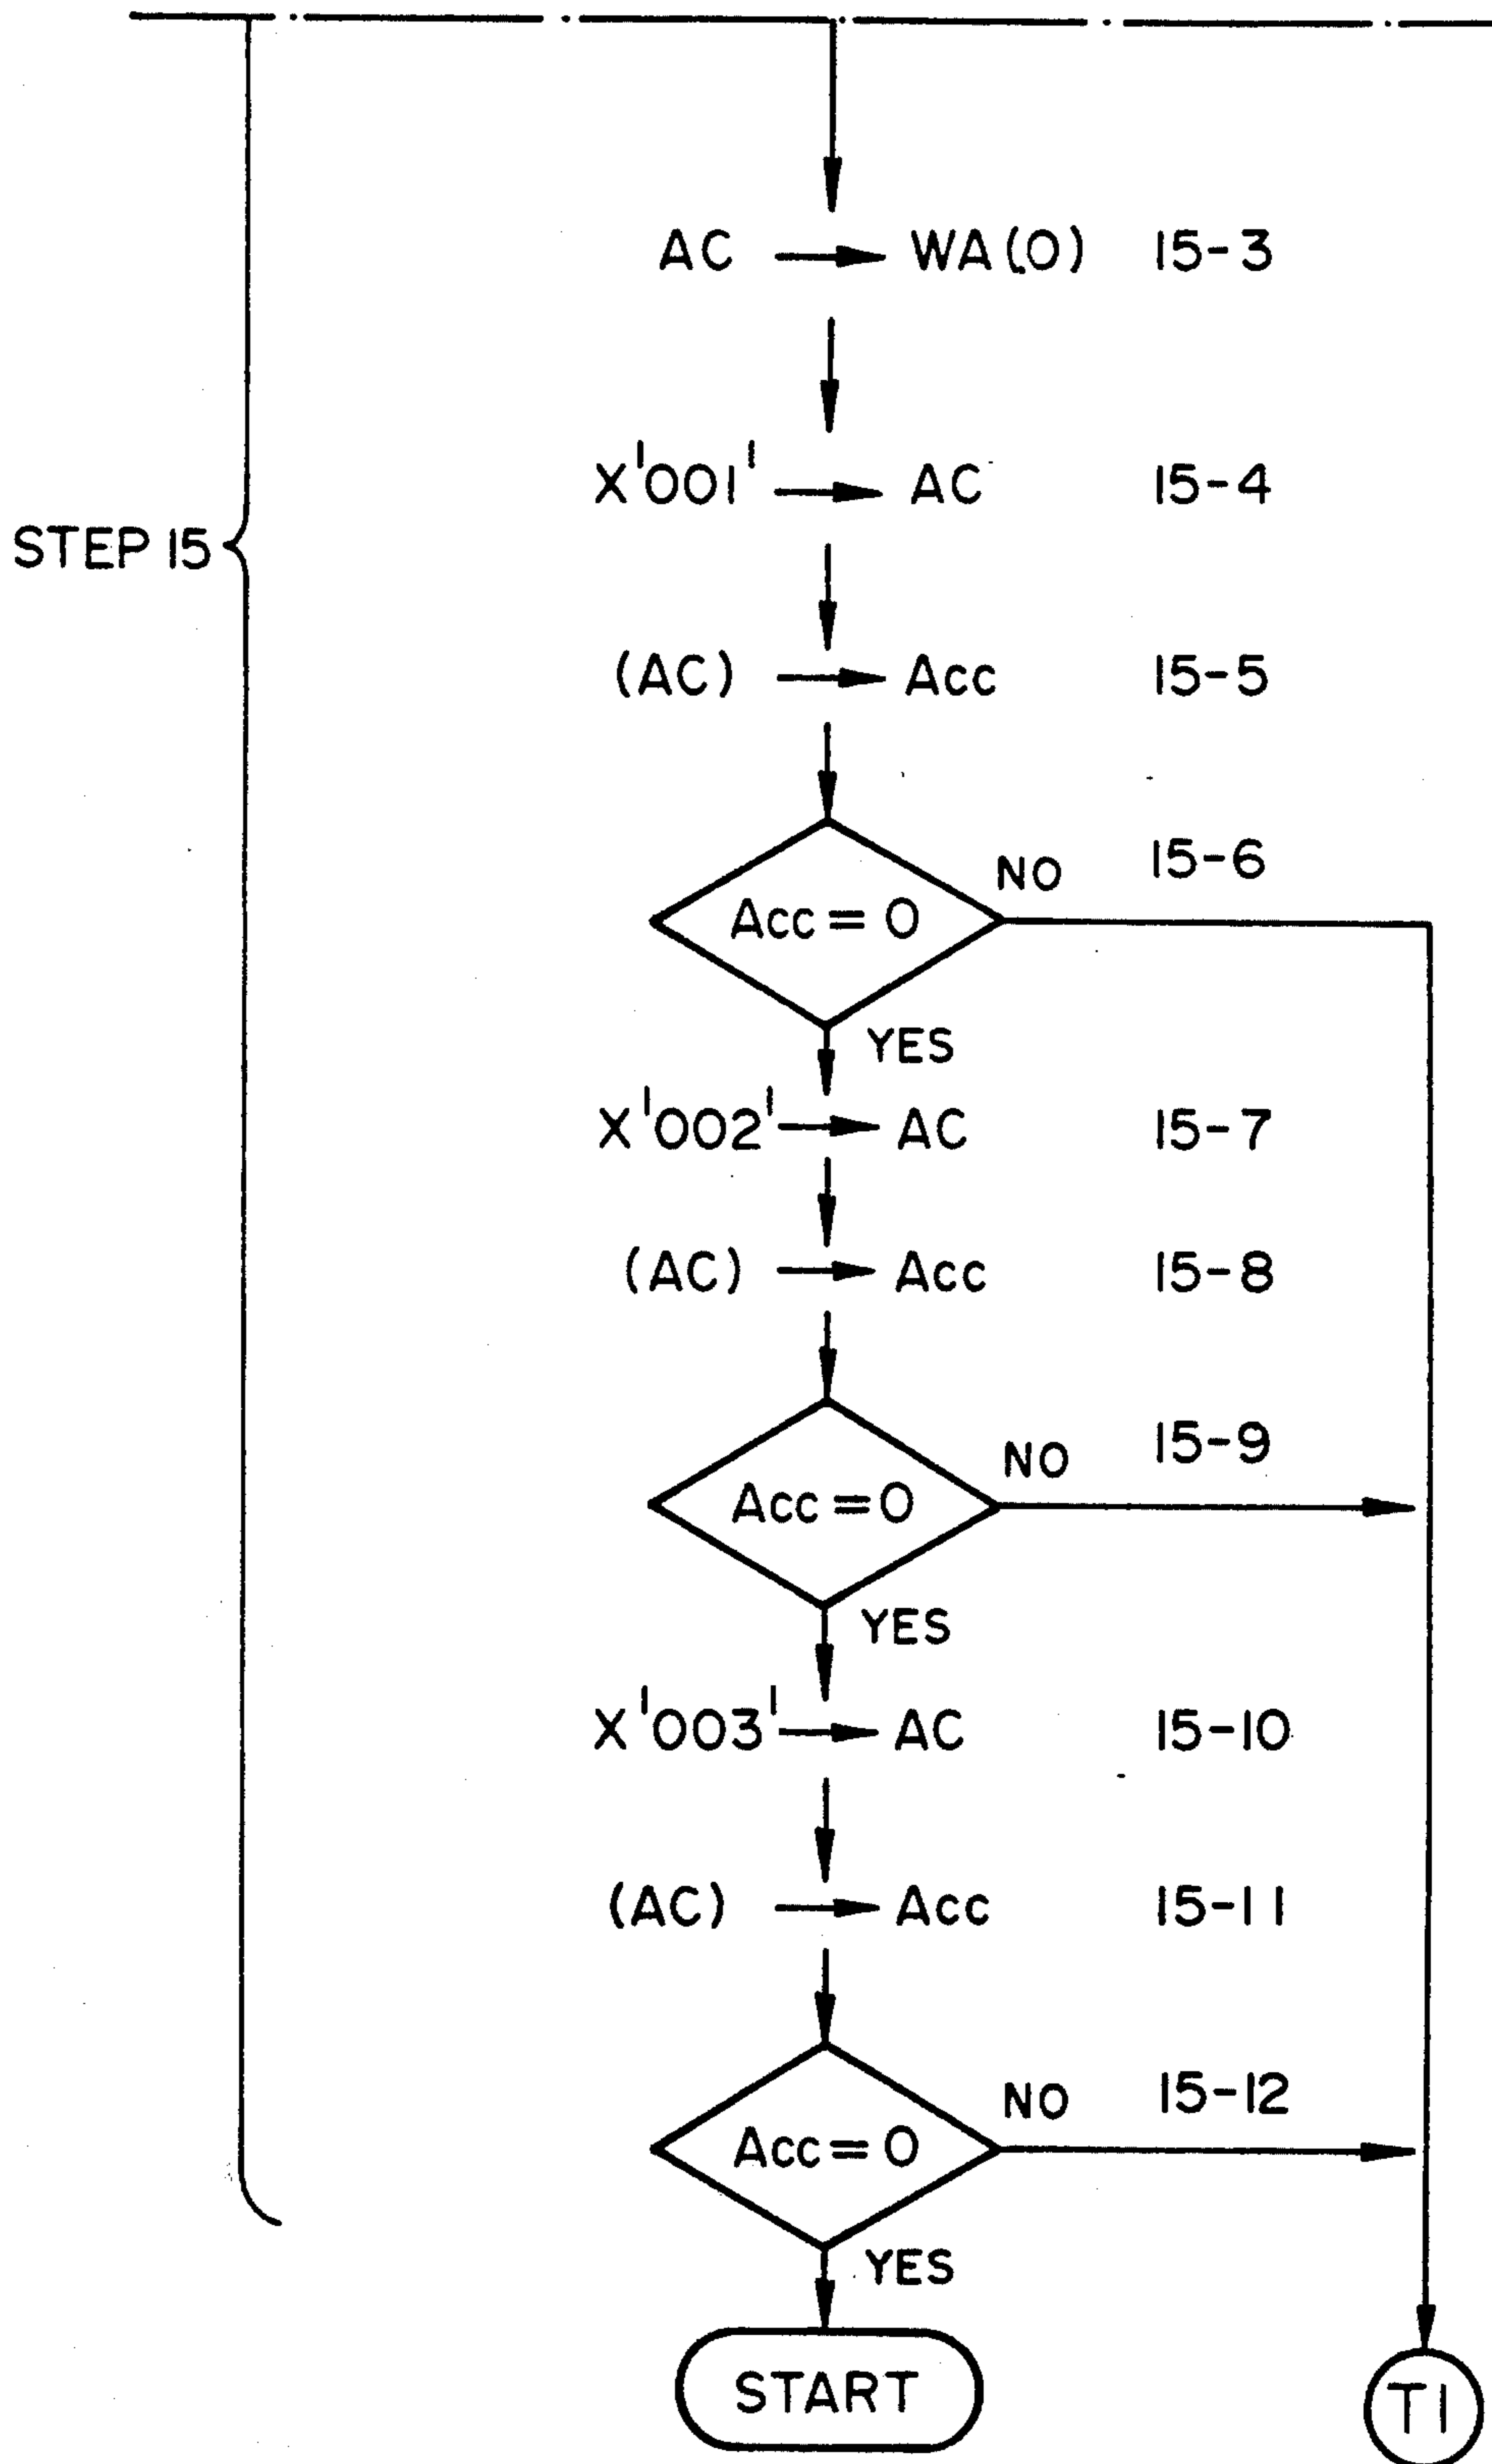 AC → WA(0) 15-3
X'001' → AC 15-4
STEP 15
(AC) → Acc 15-5
NO 15-6
Acc = 0
YES
X'002' → AC 15-7
(AC) → Acc 15-8
NO 15-9
Acc = 0
YES
X'003' → AC 15-10
(AC) → Acc 15-11
NO 15-12
Acc = 0
YES
START
T1